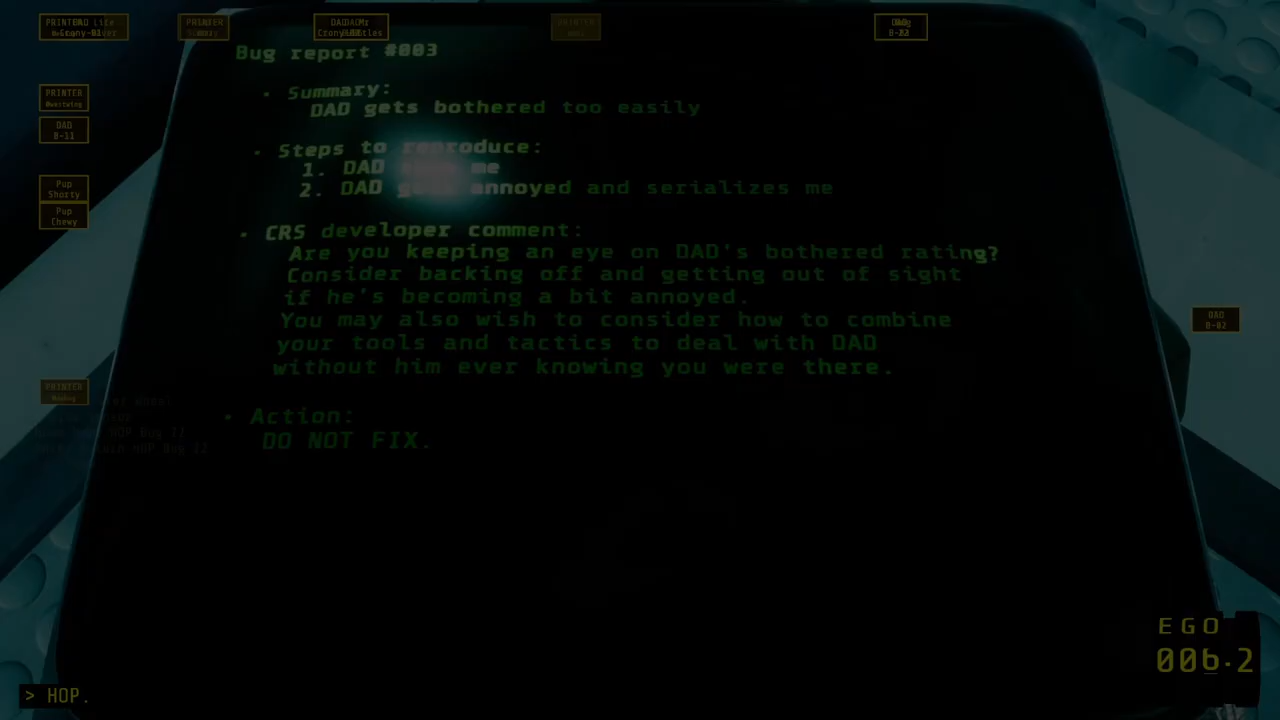 PRINTER
DAD
B-11
Pup
Shorty
Pup
Chewy
PRINTER
DAD
B-02
Bug report #003
• Summary:
DAD gets bothered too easily
• Steps to reproduce:
1. DAD me
2. DAD annoyed and serializes me
• CRS developer comment:
Are you keeping an eye on DAD's bothered rating?
Consider backing off and getting out of sight
if he's becoming a bit annoyed.
You may also wish to consider how to combine
your tools and tactics to deal with DAD
without him ever knowing you were there.
• Action:
DO NOT FIX.
EGO
006.2
> HOP.